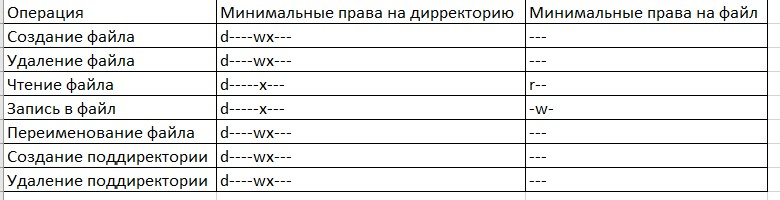 Операция Минимальные права на дирректорию Минимальные права на файл
Создание файла d----wx--- ---
Удаление файла d----wx--- ---
Чтение файла d-----x--- r--
Запись в файл d-----x--- -w-
Переименование файла d----wx--- ---
Создание поддиректории d----wx--- ---
Удаление поддиректории d----wx--- ---